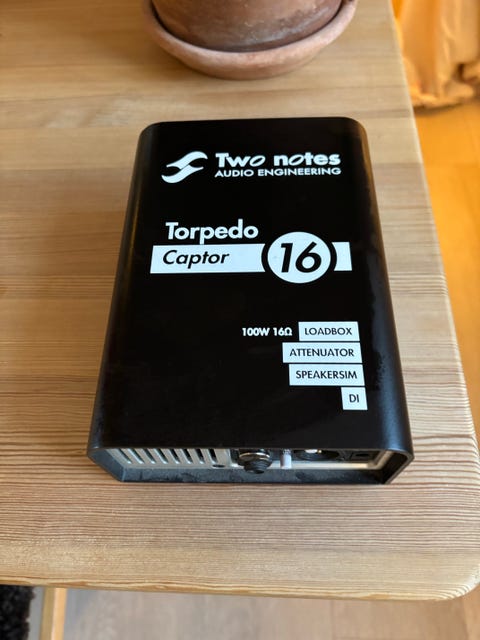 Two notes
AUDIO ENGINEERING
Torpedo
Captor 16
100W 16Ω LOADBOX
ATTENUATOR
SPEAKERSIM
DI